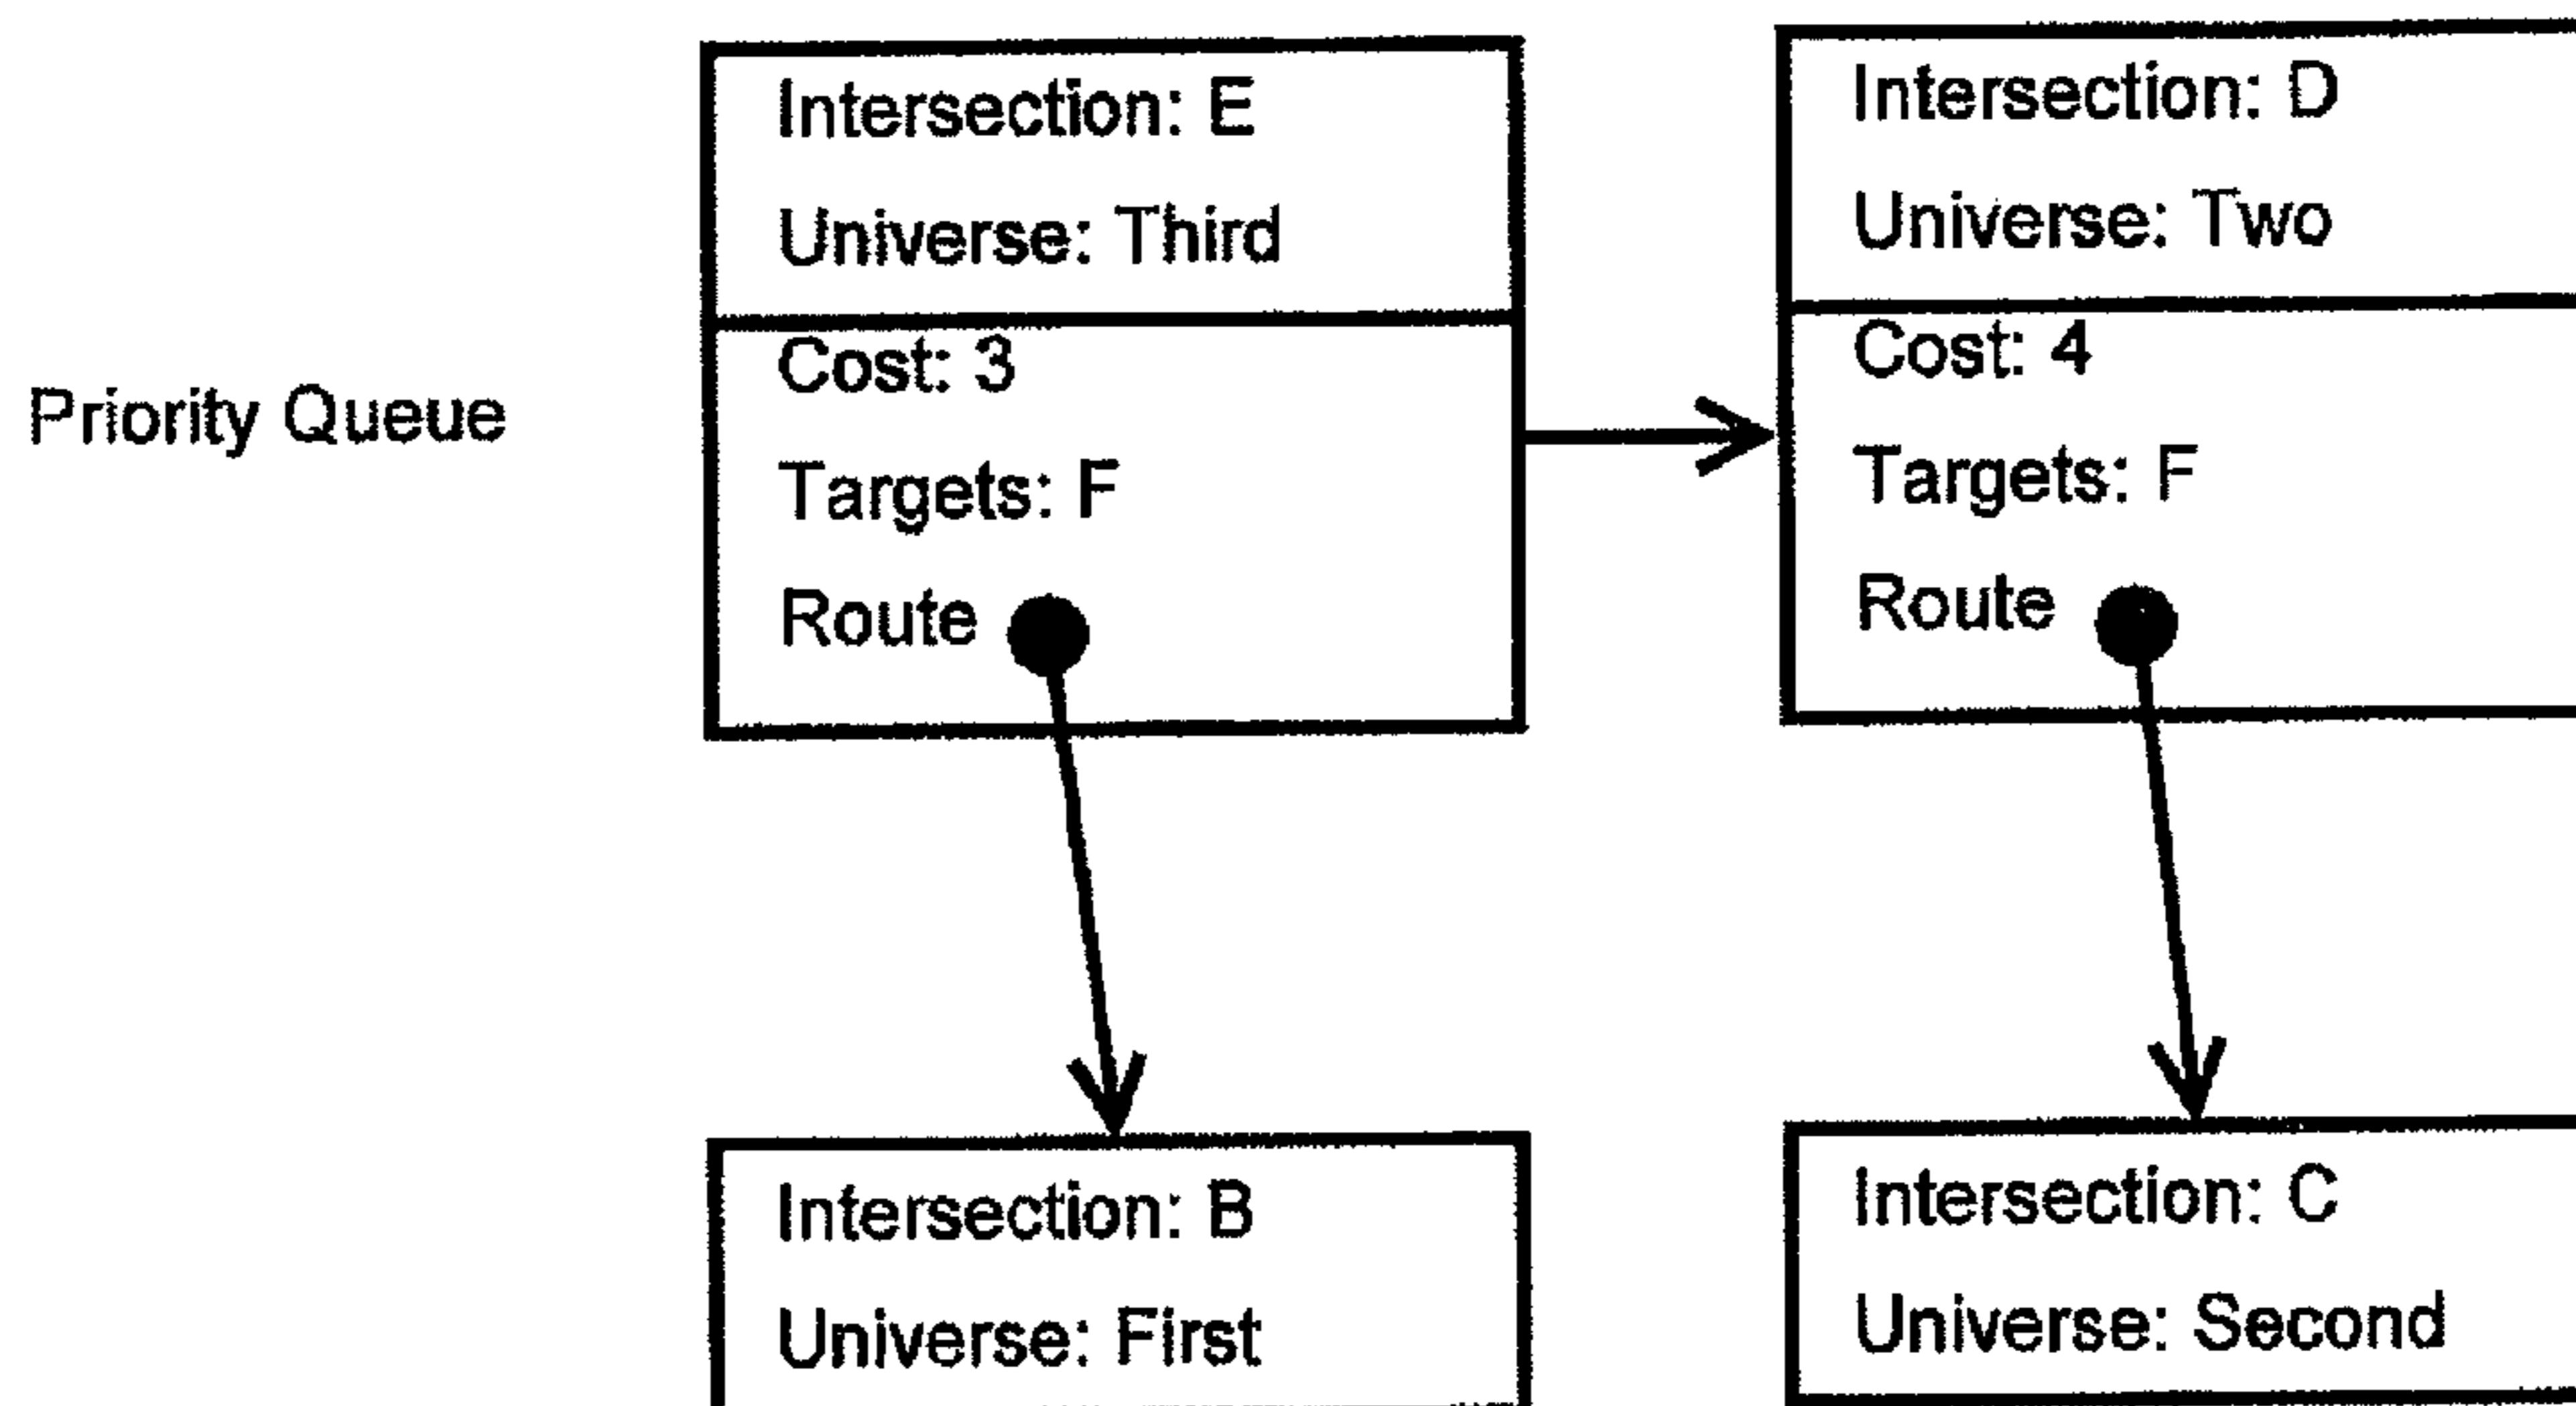 Priority Queue
Intersection: E
Universe: Third
Cost: 3
Targets: F
Route
Intersection: D
Universe: Two
Cost: 4
Targets: F
Route
Intersection: B
Universe: First
Intersection: C
Universe: Second